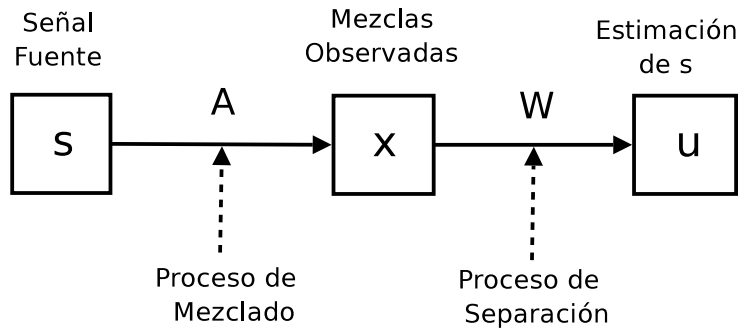 Señal
Fuente
Mezclas
Observadas
Estimación
de s
A
W
s
x
u
Proceso de
Mezclado
Proceso de
Separación